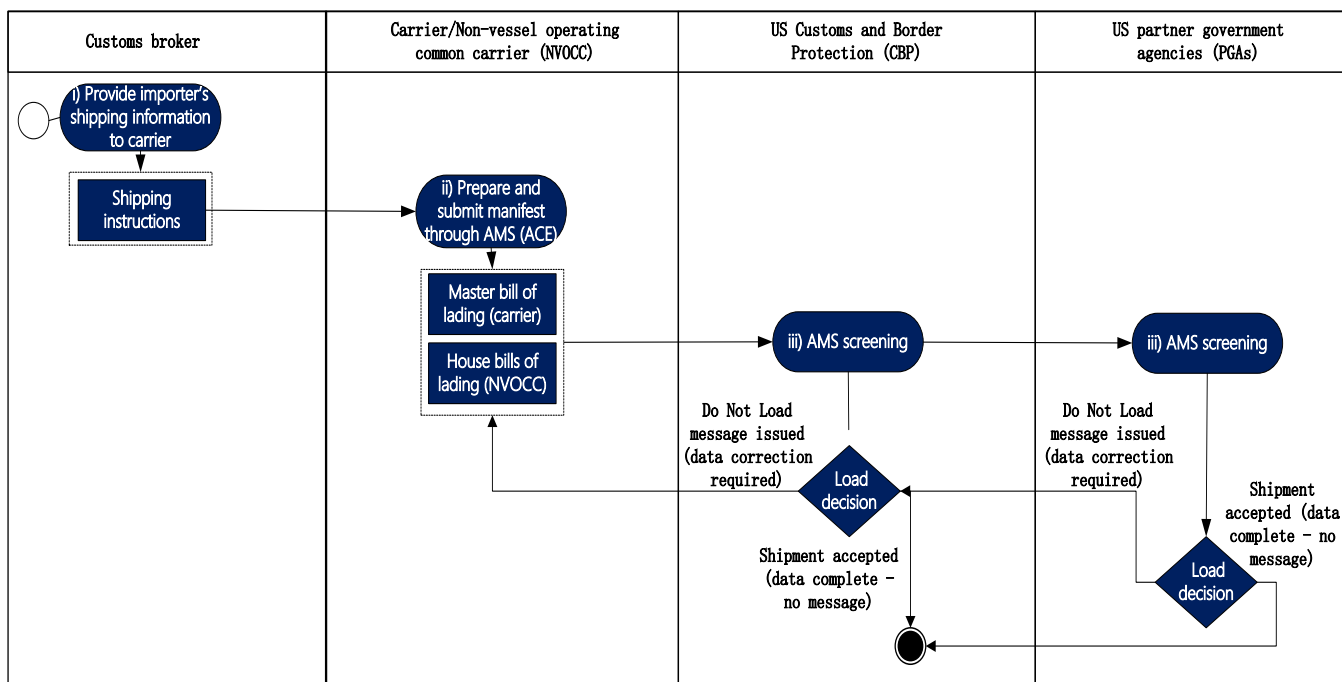 Customs broker
Carrier/Non-vessel operating
common carrier (NVOCC)
US Customs and Border
Protection (CBP)
US partner government
agencies (PGAs)
i) Provide importer's
shipping information
to carrier
Shipping
instructions
ii) Prepare and
submit manifest
through AMS (ACE)
Master bill of
lading (carrier)
House bills of
lading (NVOCC)
iii) AMS screening
iii) AMS screening
Do Not Load
message issued
(data correction
required)
Load
decision
Shipment accepted
(data complete -
no message)
Do Not Load
message issued
(data correction
required)
Shipment
accepted (data
complete - no
message)
Load
decision